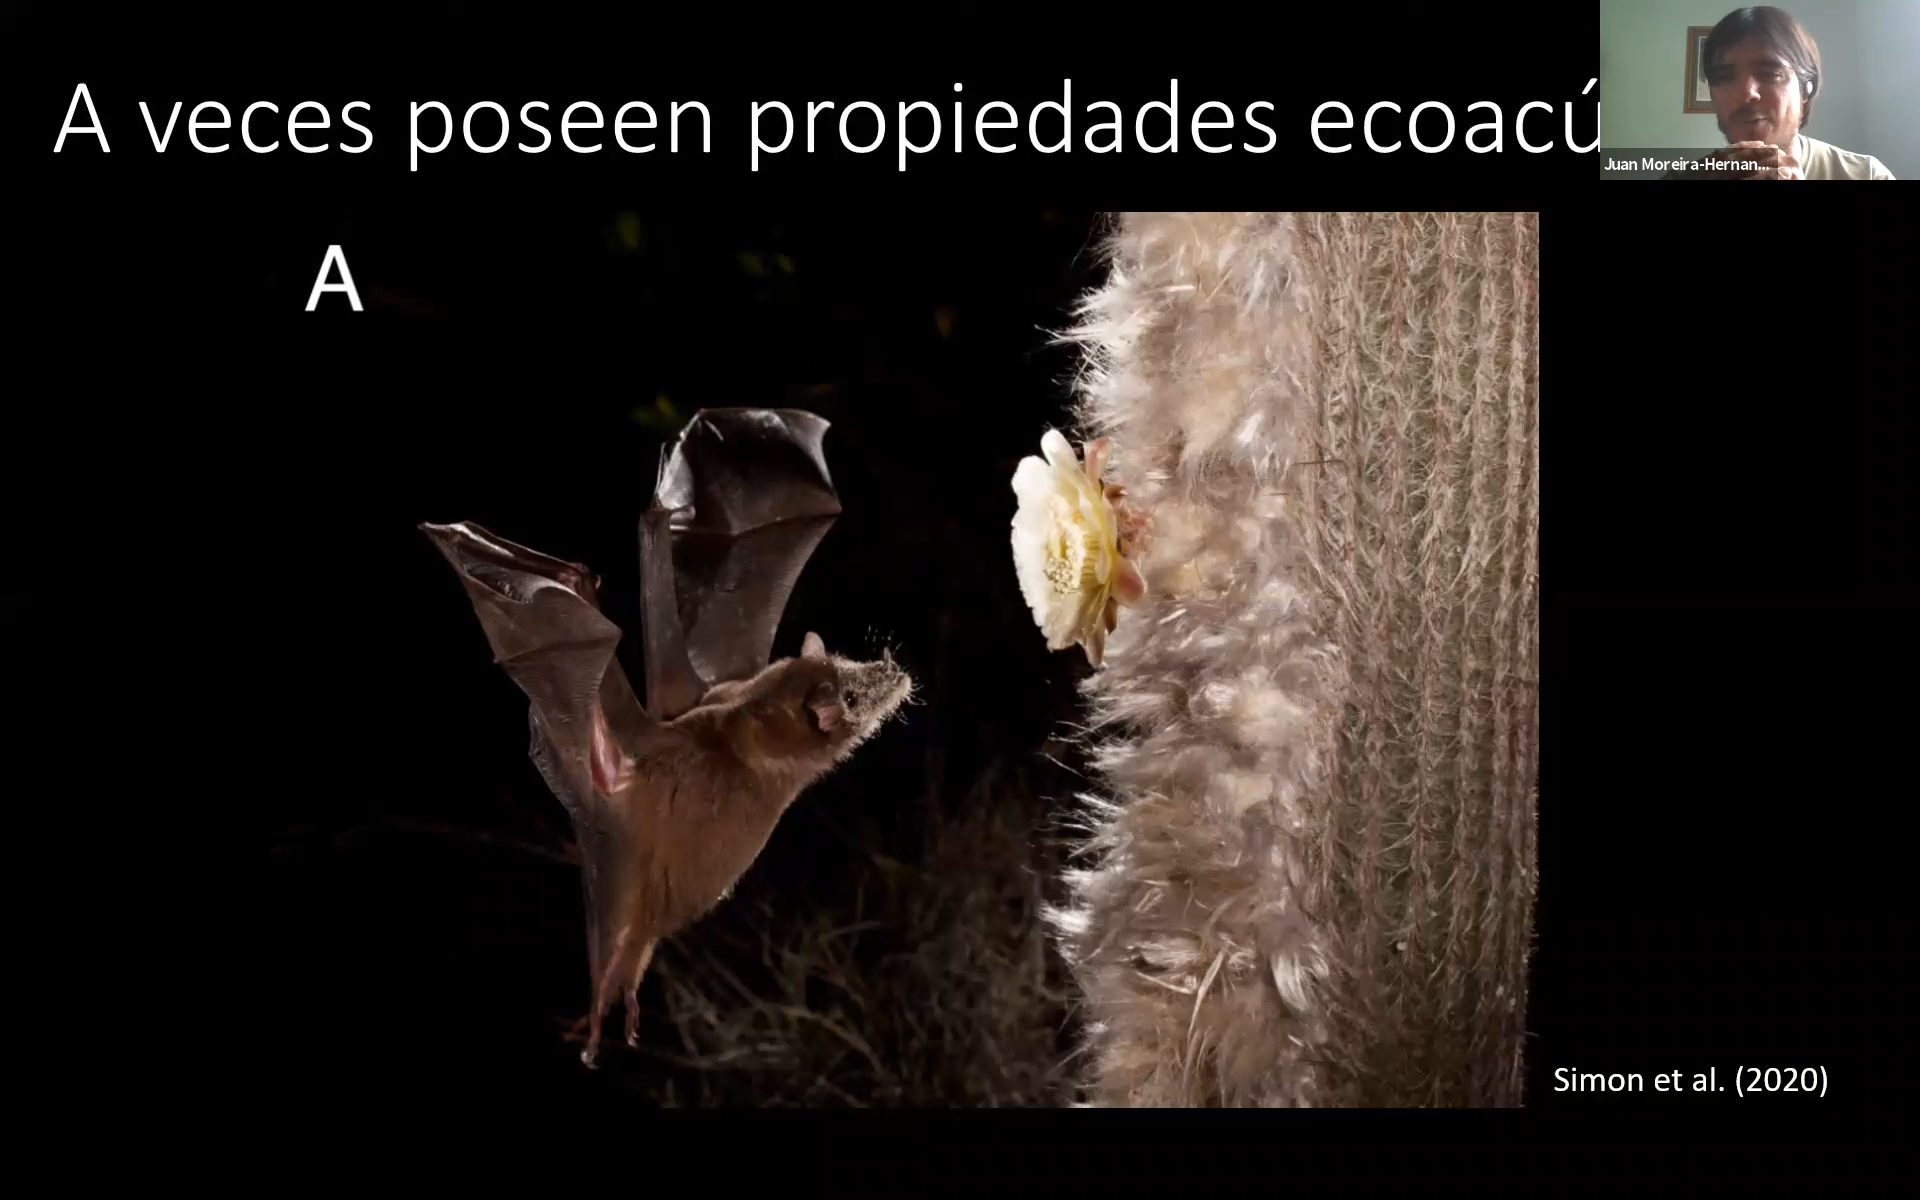 A veces poseen propiedades ecoacú
Juan Moreira-Hernan...
A
Simon et al. (2020)